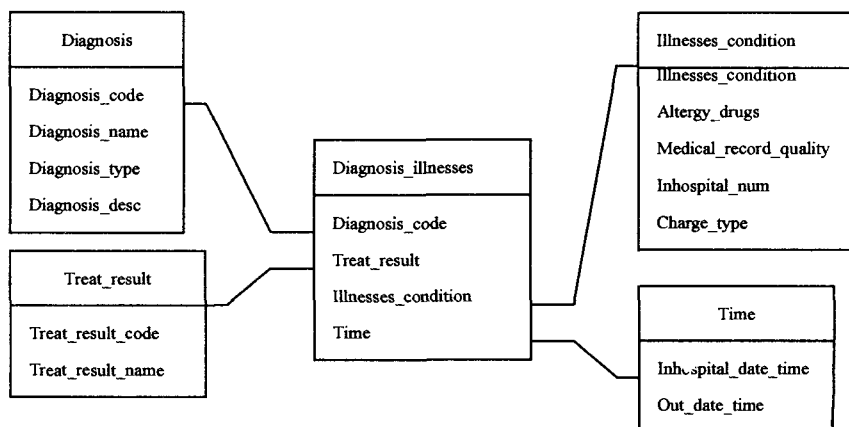 Diagnosis
Diagnosis_code
Diagnosis_name
Diagnosis_type
Diagnosis_desc
Treat_result
Treat_result_code
Treat_result_name
Diagnosis_illnesses
Diagnosis_code
Treat_result
Illnesses_condition
Time
Illnesses_condition
Illnesses_condition
Altergy_drugs
Medical_record_quality
Inhospital_num
Charge_type
Time
Inhospital_date_time
Out_date_time